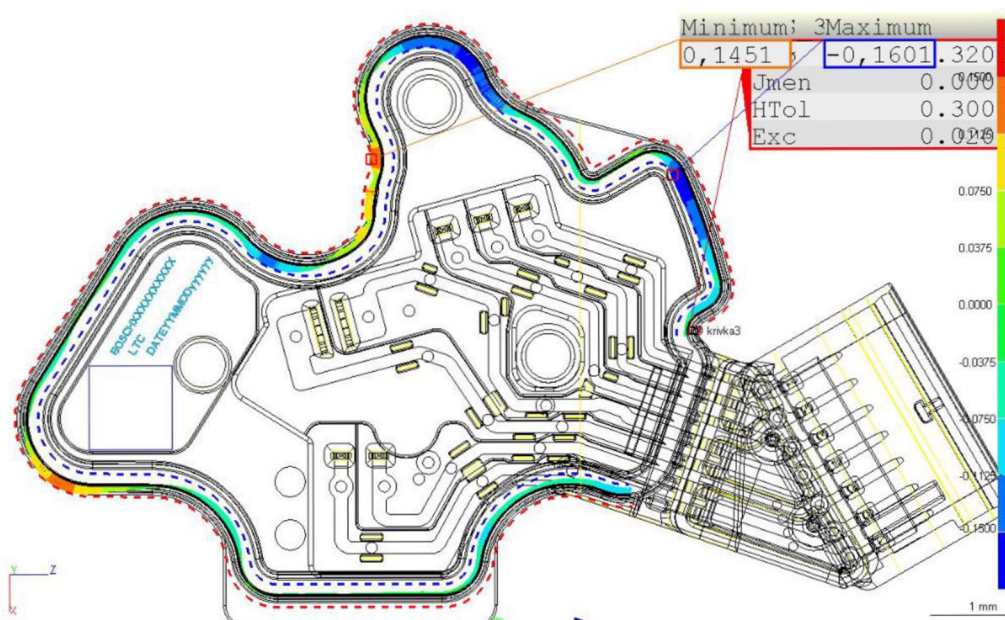 Minimum; 3Maximum
0,1451 -0,1601.320
Jmen 0.000
HTol 0.300
Exc 0.020
0.1500
0.1125
0.0750
0.0375
0.0000
-0.0375
-0.0750
-0.1125
-0.1500
krivka3
BOSCHXXXXXXXXXXX
LTC
Y
Z
X
1 mm